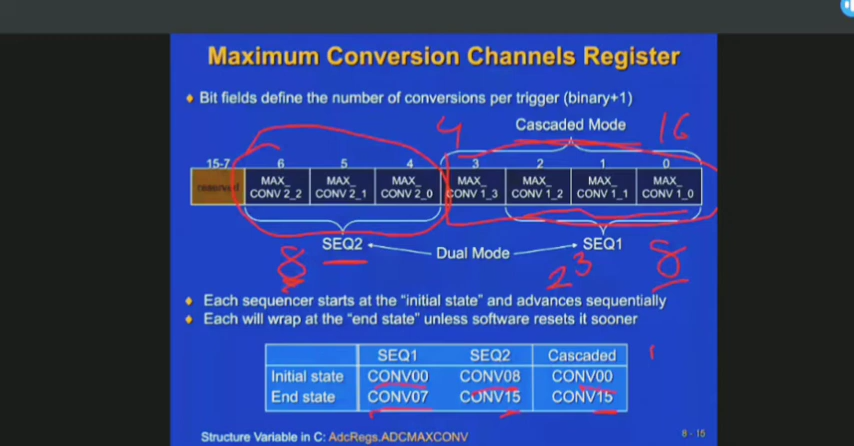 Maximum Conversion Channels Register
Bit fields define the number of conversions per trigger (binary+1)
4
Cascaded Mode
16
15-7 6 5 4 3 2 1 0
reserved MAX_ CONV 2_2 MAX_ CONV 2_1 MAX_ CONV 2_0 MAX_ CONV 1_3 MAX_ CONV 1_2 MAX_ CONV 1_1 MAX_ CONV 1_0
SEQ2 Dual Mode SEQ1
8 2³ 8
Each sequencer starts at the “initial state” and advances sequentially
Each will wrap at the “end state” unless software resets it sooner
SEQ1 SEQ2 Cascaded
Initial state CONV00 CONV08 CONV00
End state CONV07 CONV15 CONV15
Structure Variable in C: AdcRegs.ADCMAXCONV
8 - 15